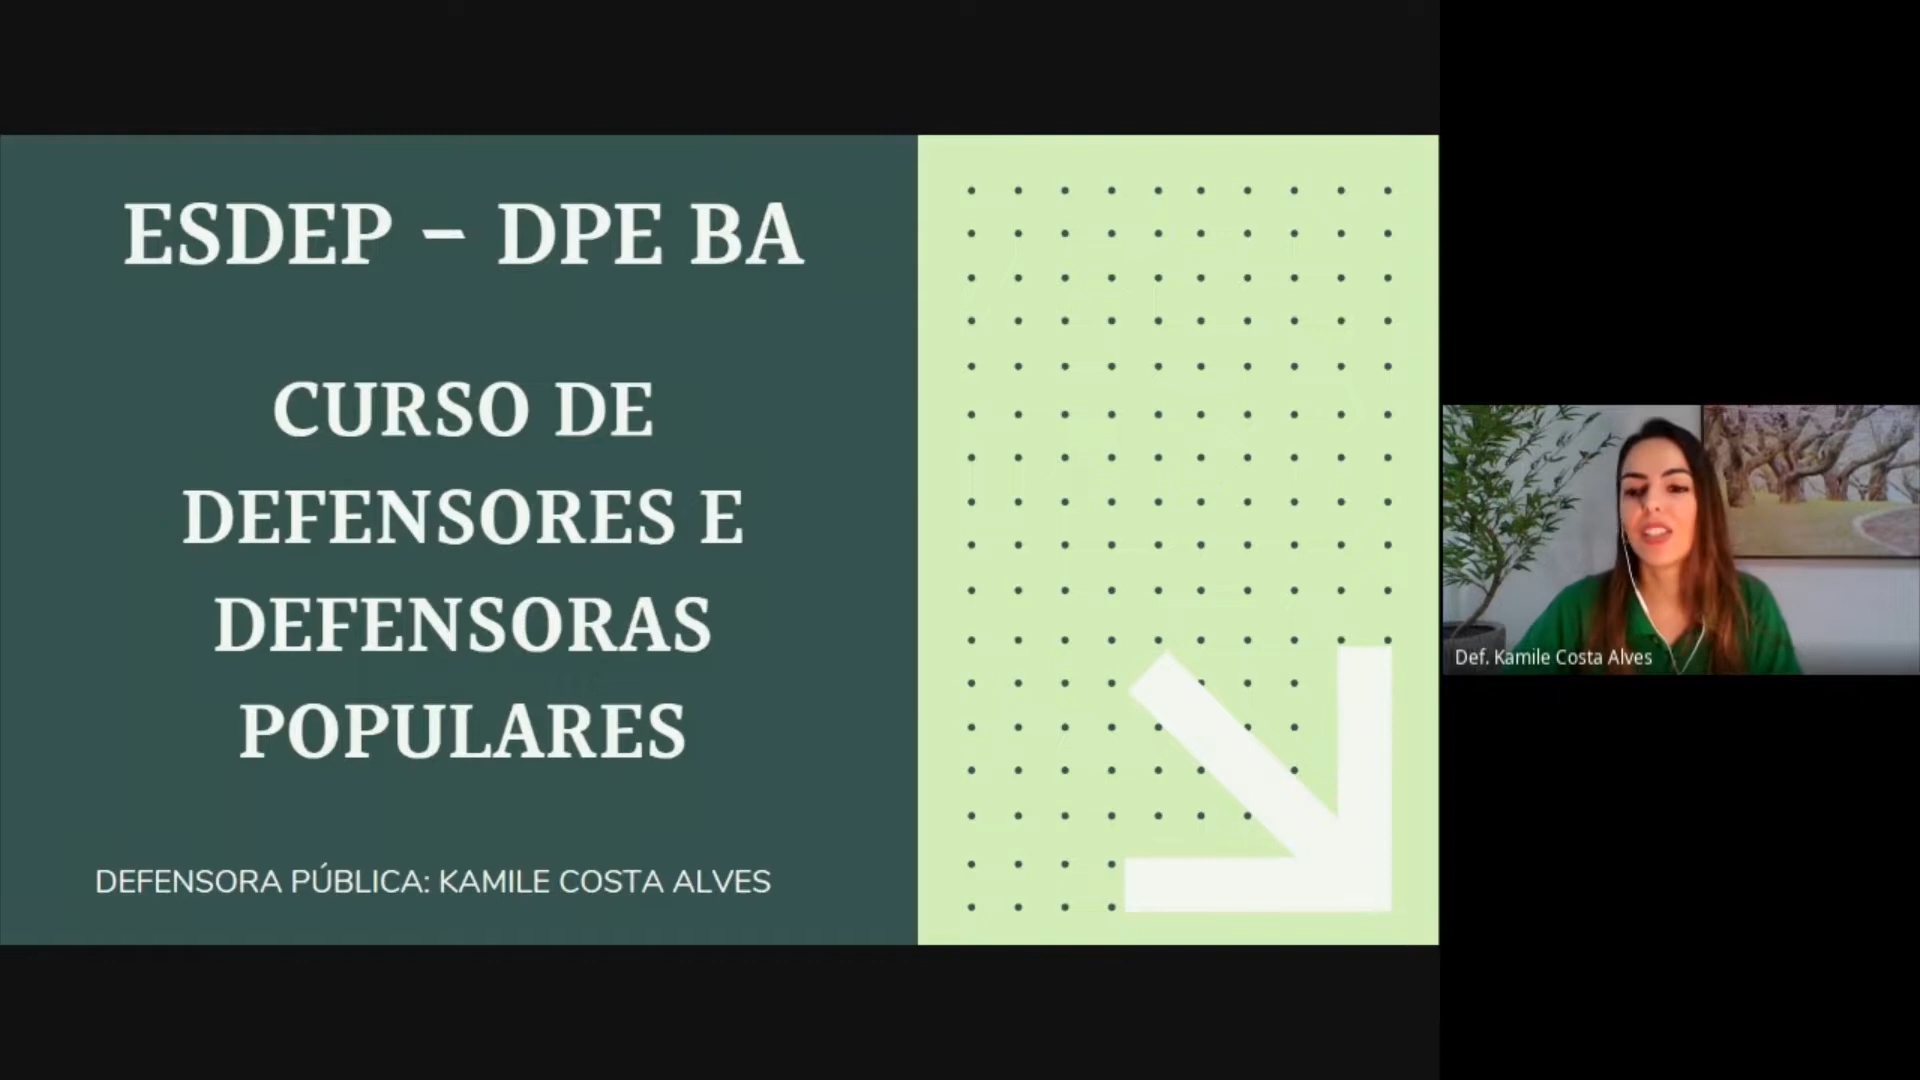 ESDEP – DPE BA
CURSO DE
DEFENSORES E
DEFENSORAS
POPULARES
DEFENSORA PÚBLICA: KAMILE COSTA ALVES
Def. Kamile Costa Alves